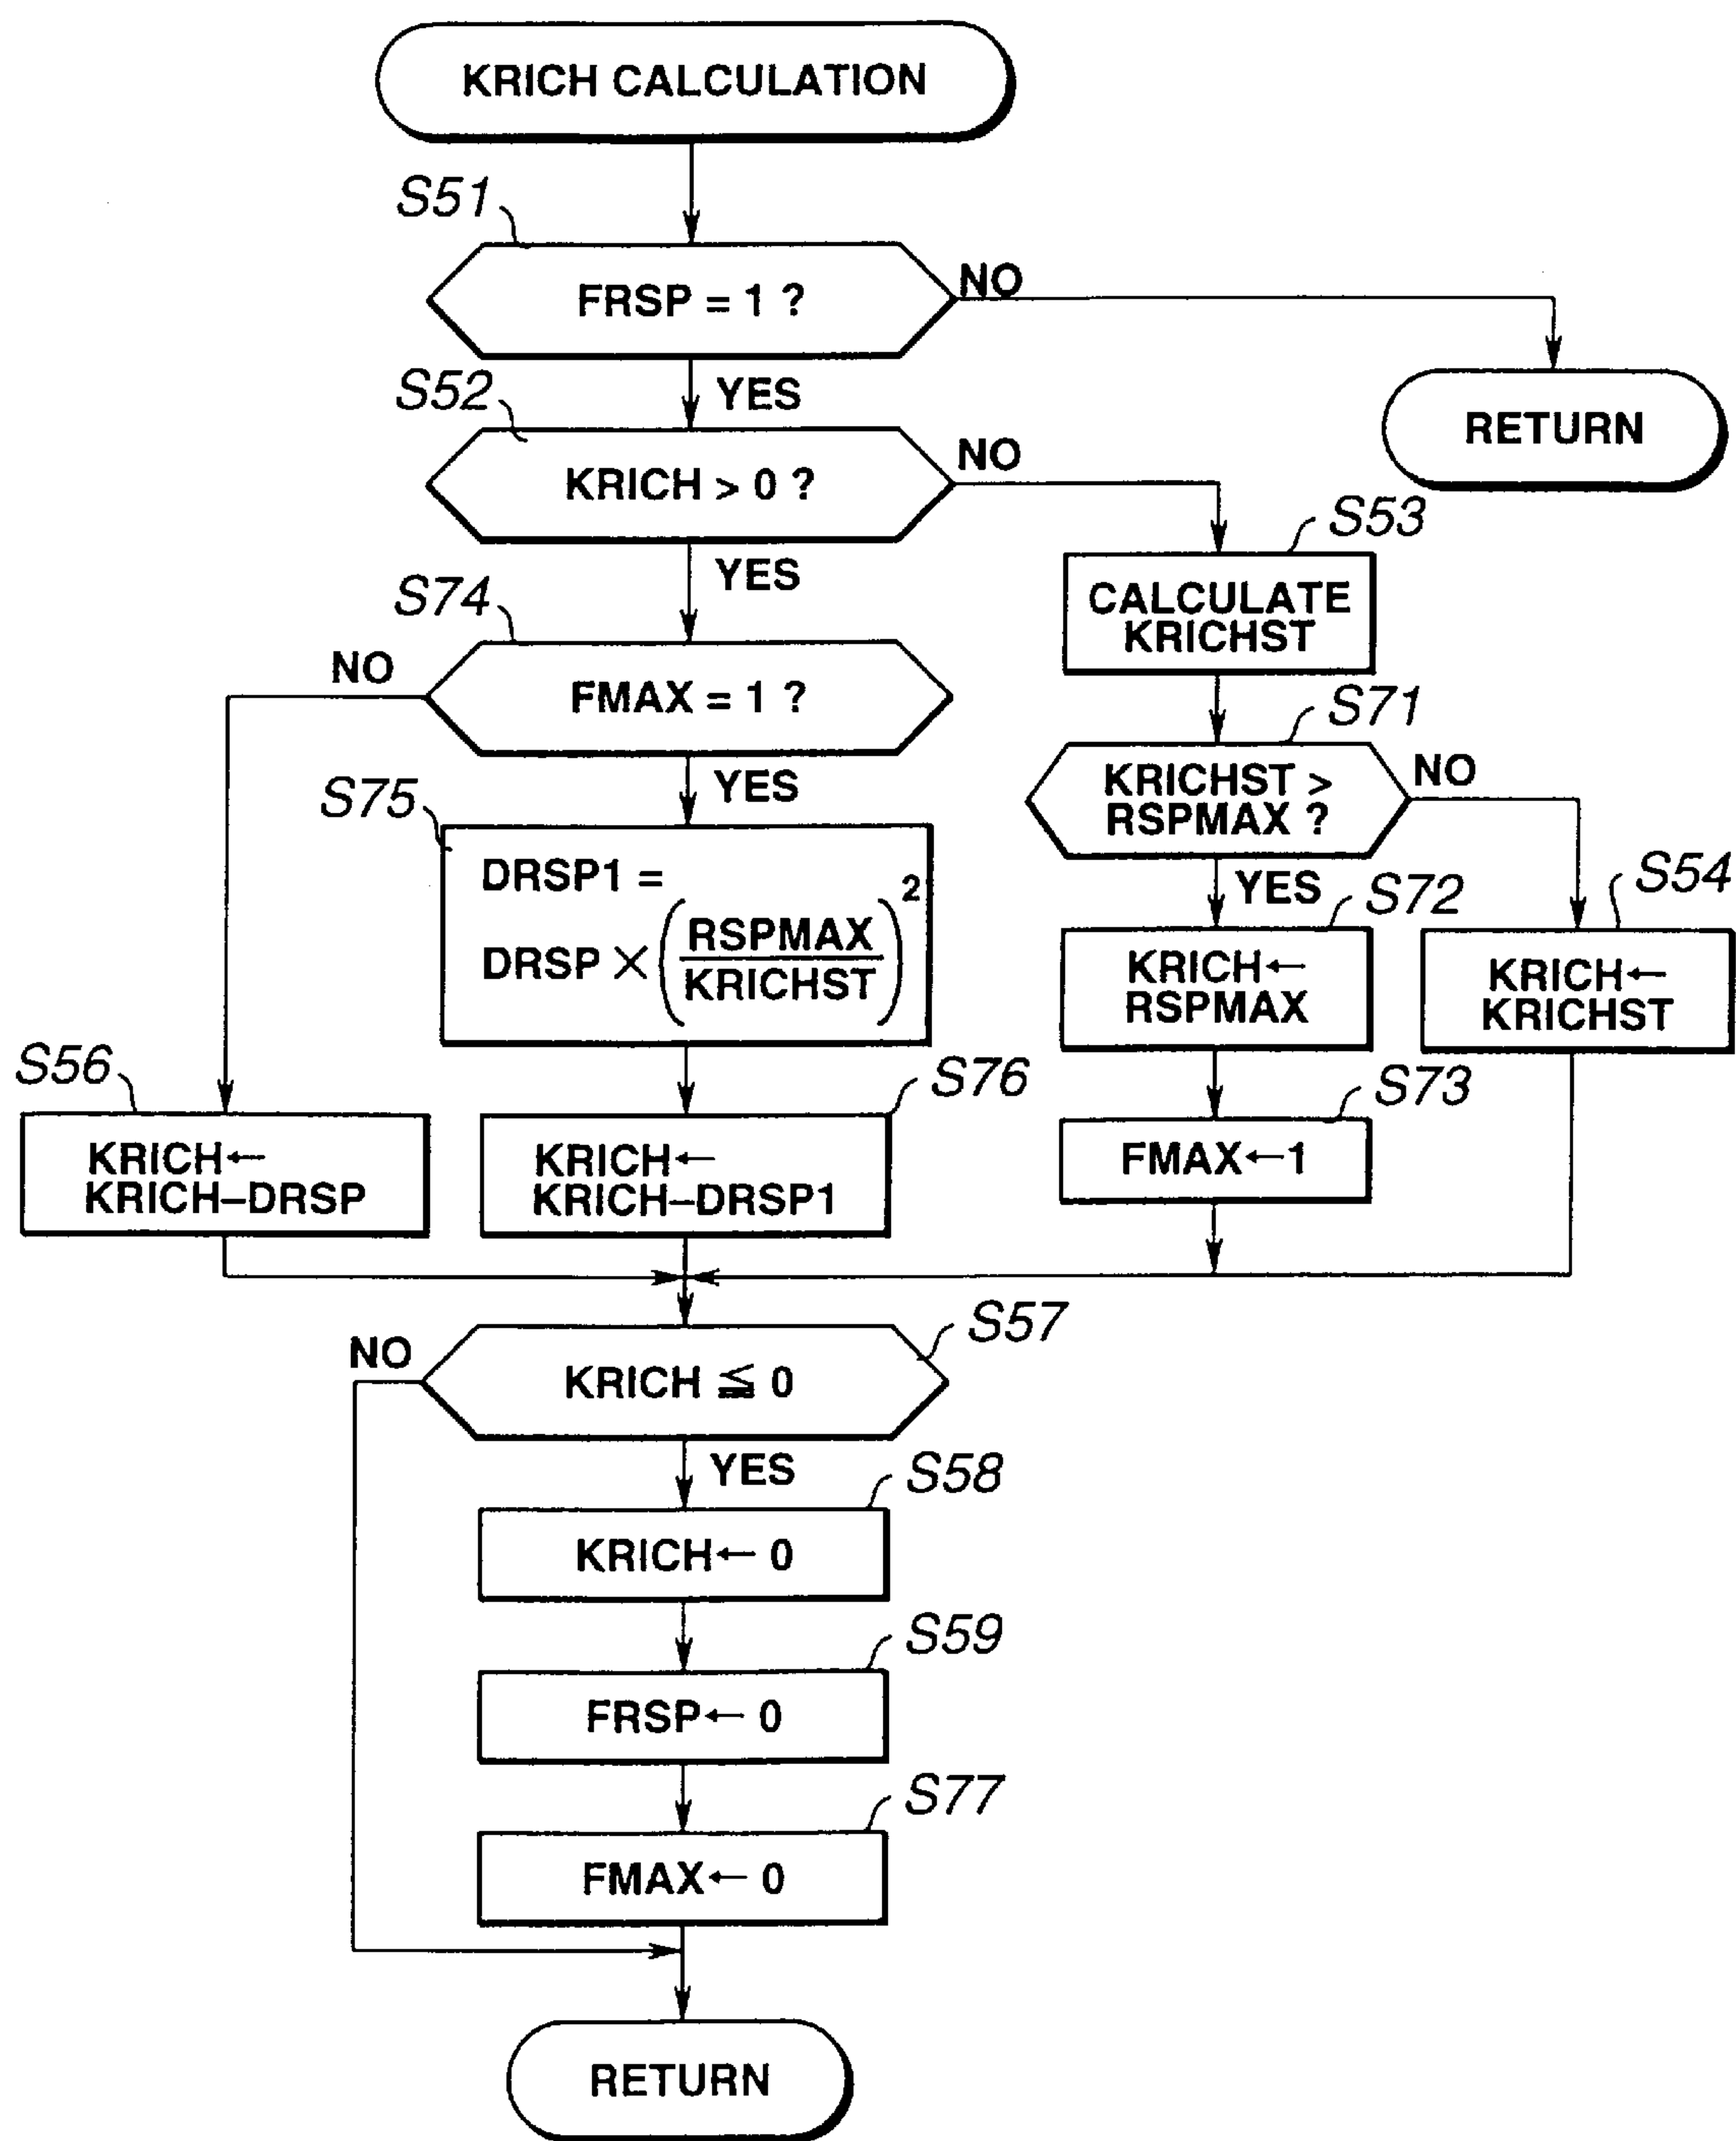 KRICH CALCULATION
S51
FRSP = 1 ?
NO
RETURN
YES
S52
KRICH > 0 ?
NO
S53
CALCULATE
KRICHST
YES
S74
NO
FMAX = 1 ?
S71
KRICHST >
RSPMAX ?
NO
YES
S75
DRSP1 =
DRSP × (RSPMAX/KRICHST)²
YES
S72
KRICH←
RSPMAX
S54
KRICH←
KRICHST
S56
KRICH←
KRICH–DRSP
S76
KRICH←
KRICH–DRSP1
S73
FMAX←1
S57
NO
KRICH ≦ 0
YES
S58
KRICH← 0
S59
FRSP← 0
S77
FMAX← 0
RETURN